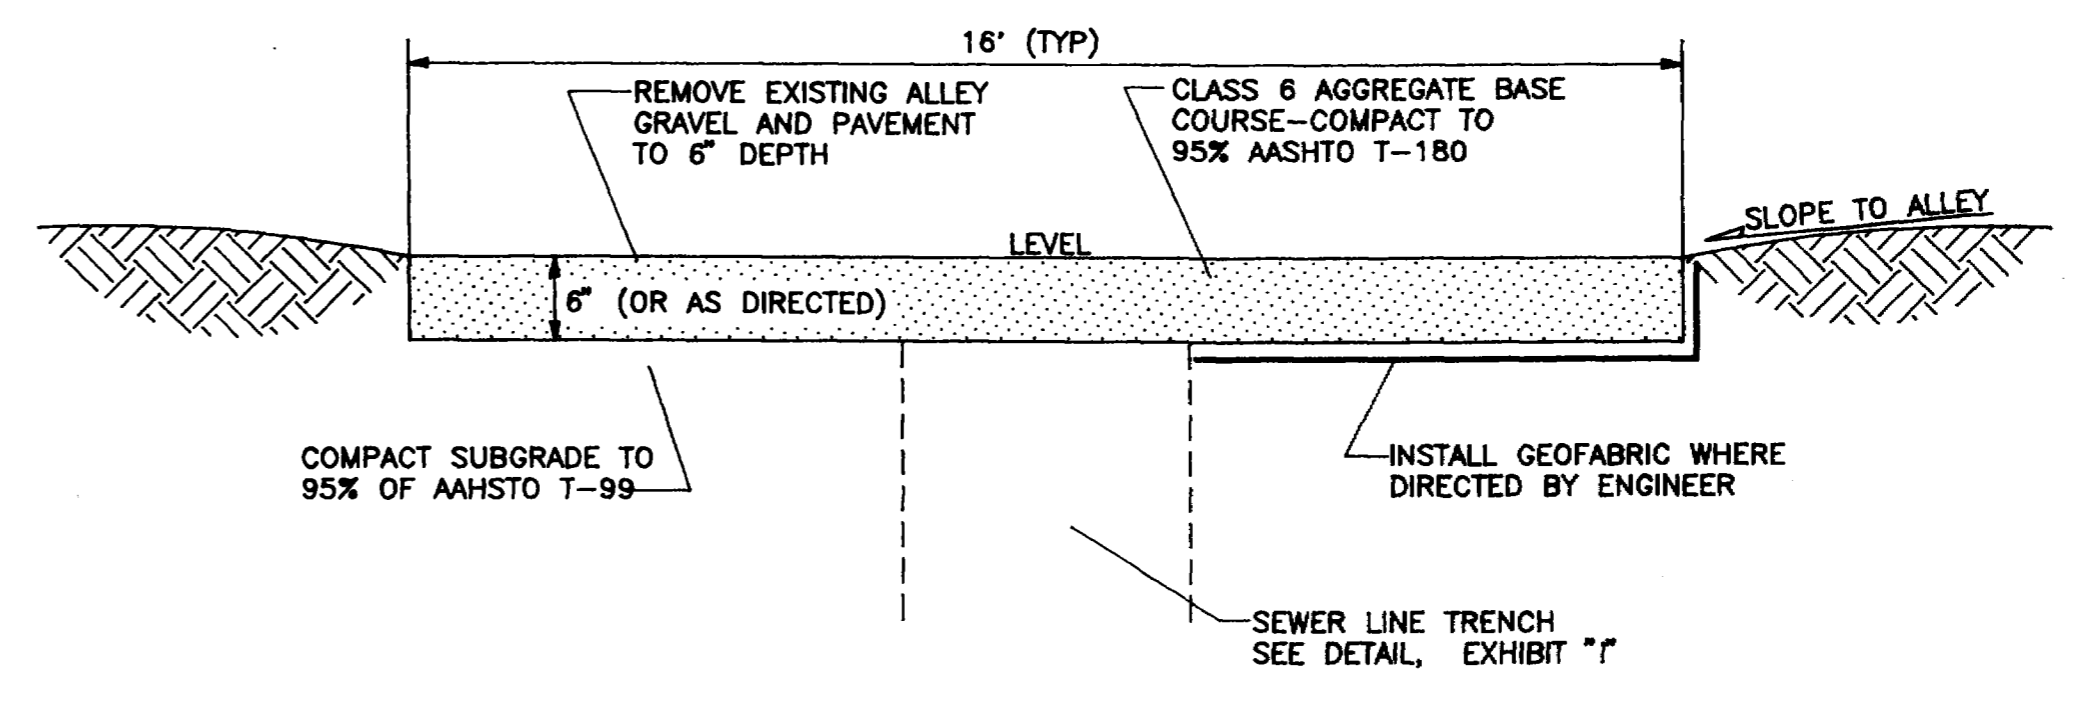 16' (TYP)
REMOVE EXISTING ALLEY
GRAVEL AND PAVEMENT
TO 6" DEPTH
CLASS 6 AGGREGATE BASE
COURSE-COMPACT TO
95% AASHTO T-180
SLOPE TO ALLEY
LEVEL
6" (OR AS DIRECTED)
COMPACT SUBGRADE TO
95% OF AAHSTO T-99
INSTALL GEOFABRIC WHERE
DIRECTED BY ENGINEER
SEWER LINE TRENCH
SEE DETAIL, EXHIBIT "I"